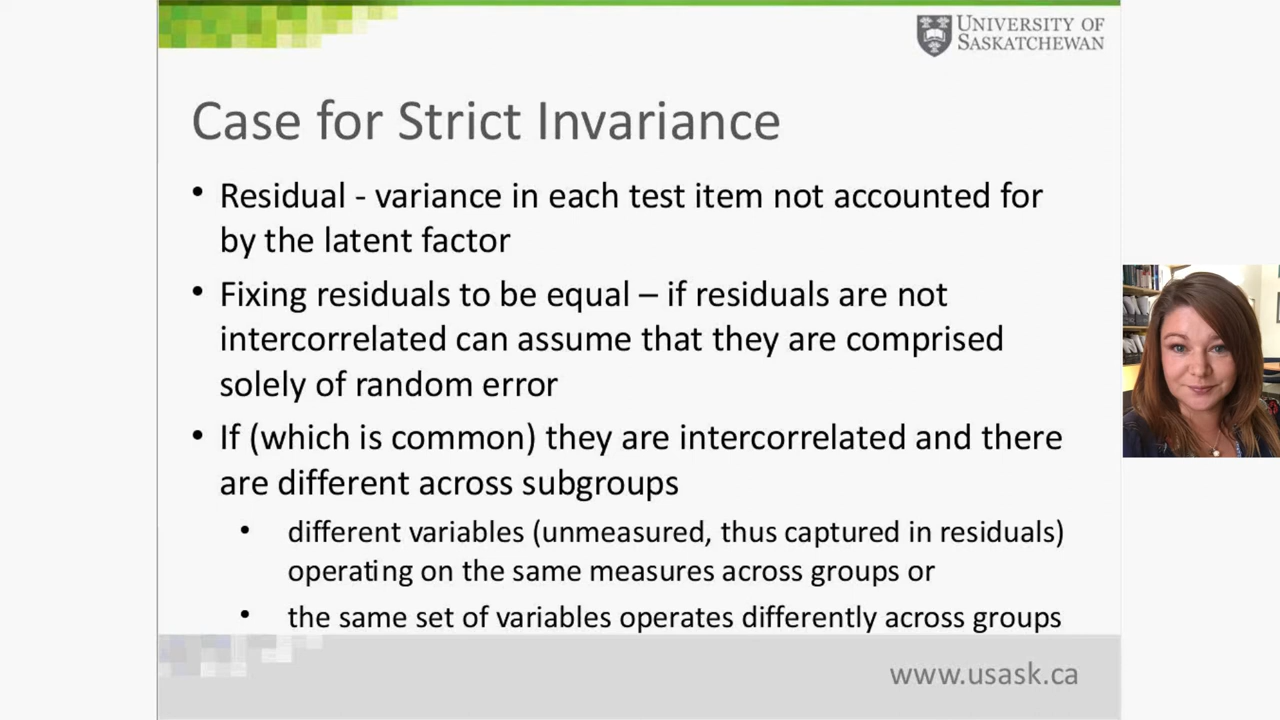 UNIVERSITY OF
SASKATCHEWAN
Case for Strict Invariance
• Residual - variance in each test item not accounted for
by the latent factor
• Fixing residuals to be equal – if residuals are not
intercorrelated can assume that they are comprised
solely of random error
• If (which is common) they are intercorrelated and there
are different across subgroups
• different variables (unmeasured, thus captured in residuals)
operating on the same measures across groups or
• the same set of variables operates differently across groups
www.usask.ca